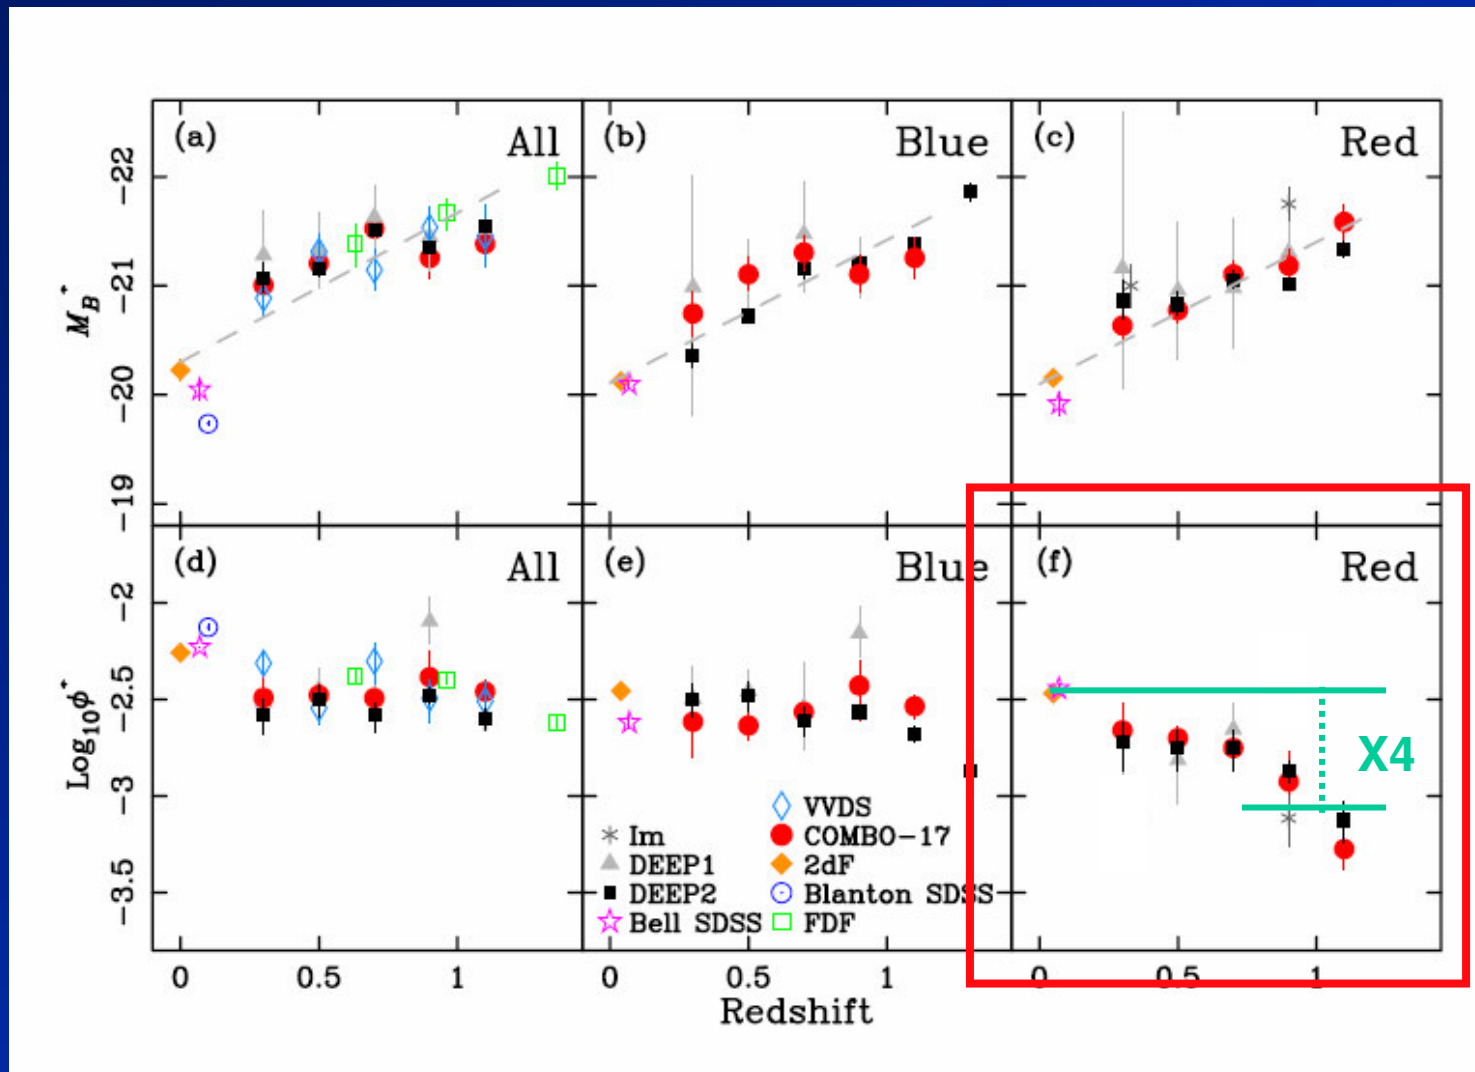 (a) All
(b) Blue
(c) Red
M_B*
−22
−21
−20
−19
(d) All
(e) Blue
(f) Red
Log₁₀ϕ*
−2
−2.5
−3
−3.5
X4
VVDS
Im
COMBO−17
DEEP1
2dF
DEEP2
Blanton SDSS
Bell SDSS
FDF
0 0.5 1
0 0.5 1
0 0.5 1
Redshift